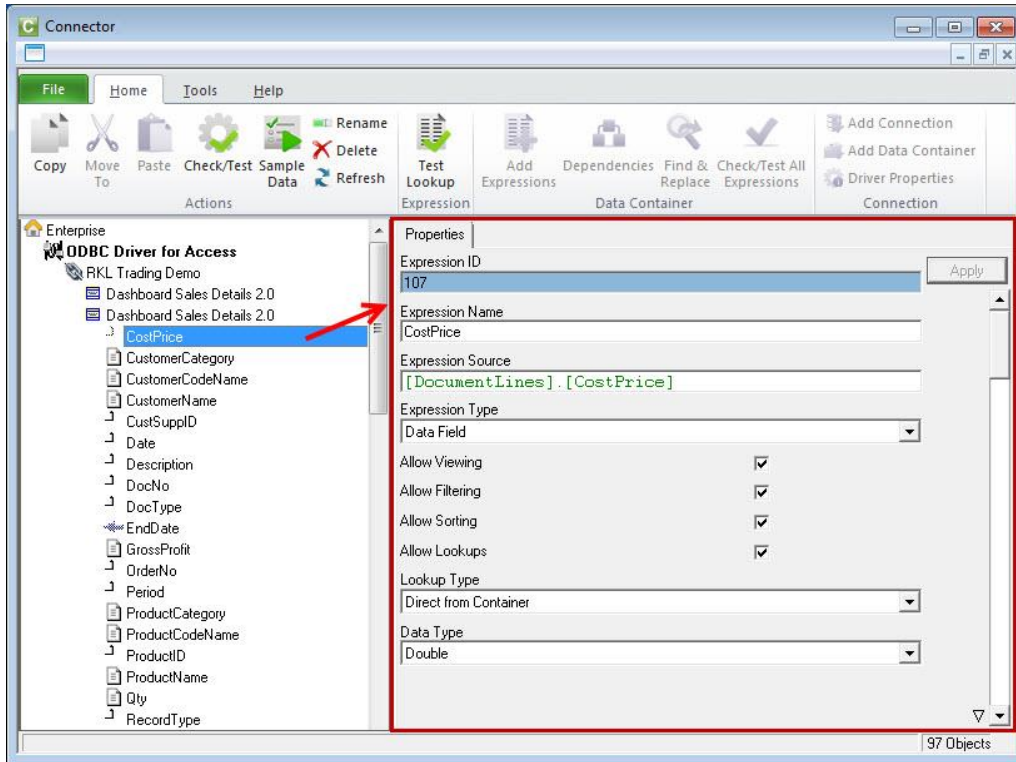 Connector
File Home Tools Help
Copy
Move To
Paste
Check/Test
Sample Data
Rename
Delete
Refresh
Actions
Test Lookup
Expression
Add Expressions
Dependencies
Find & Replace
Check/Test All Expressions
Data Container
Add Connection
Add Data Container
Driver Properties
Connection
Enterprise
ODBC Driver for Access
RKL Trading Demo
Dashboard Sales Details 2.0
Dashboard Sales Details 2.0
CostPrice
CustomerCategory
CustomerCodeName
CustomerName
CustSuppID
Date
Description
DocNo
DocType
EndDate
GrossProfit
OrderNo
Period
ProductCategory
ProductCodeName
ProductID
ProductName
Qty
RecordType
Properties
Expression ID
107
Apply
Expression Name
CostPrice
Expression Source
[DocumentLines].[CostPrice]
Expression Type
Data Field
Allow Viewing
Allow Filtering
Allow Sorting
Allow Lookups
Lookup Type
Direct from Container
Data Type
Double
97 Objects